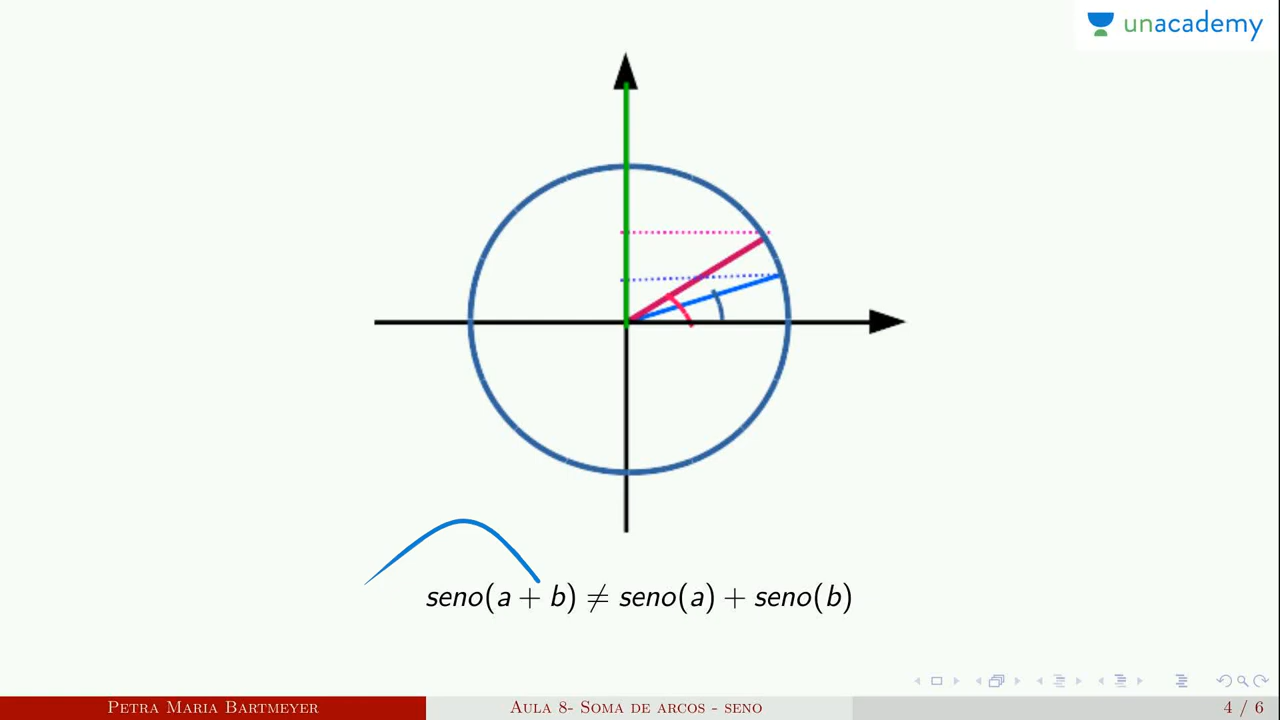 unacademy
seno(a + b) ≠ seno(a) + seno(b)
Petra Maria Bartmeyer
Aula 8- Soma de arcos - seno
4 / 6